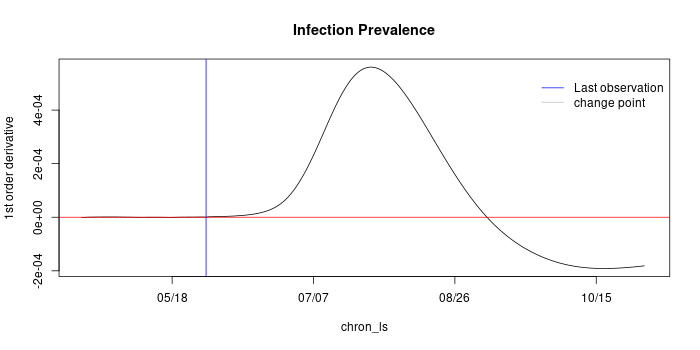 Infection Prevalence
1st order derivative
4e-04
2e-04
0e+00
-2e-04
Last observation
change point
05/18
07/07
08/26
10/15
chron_ls